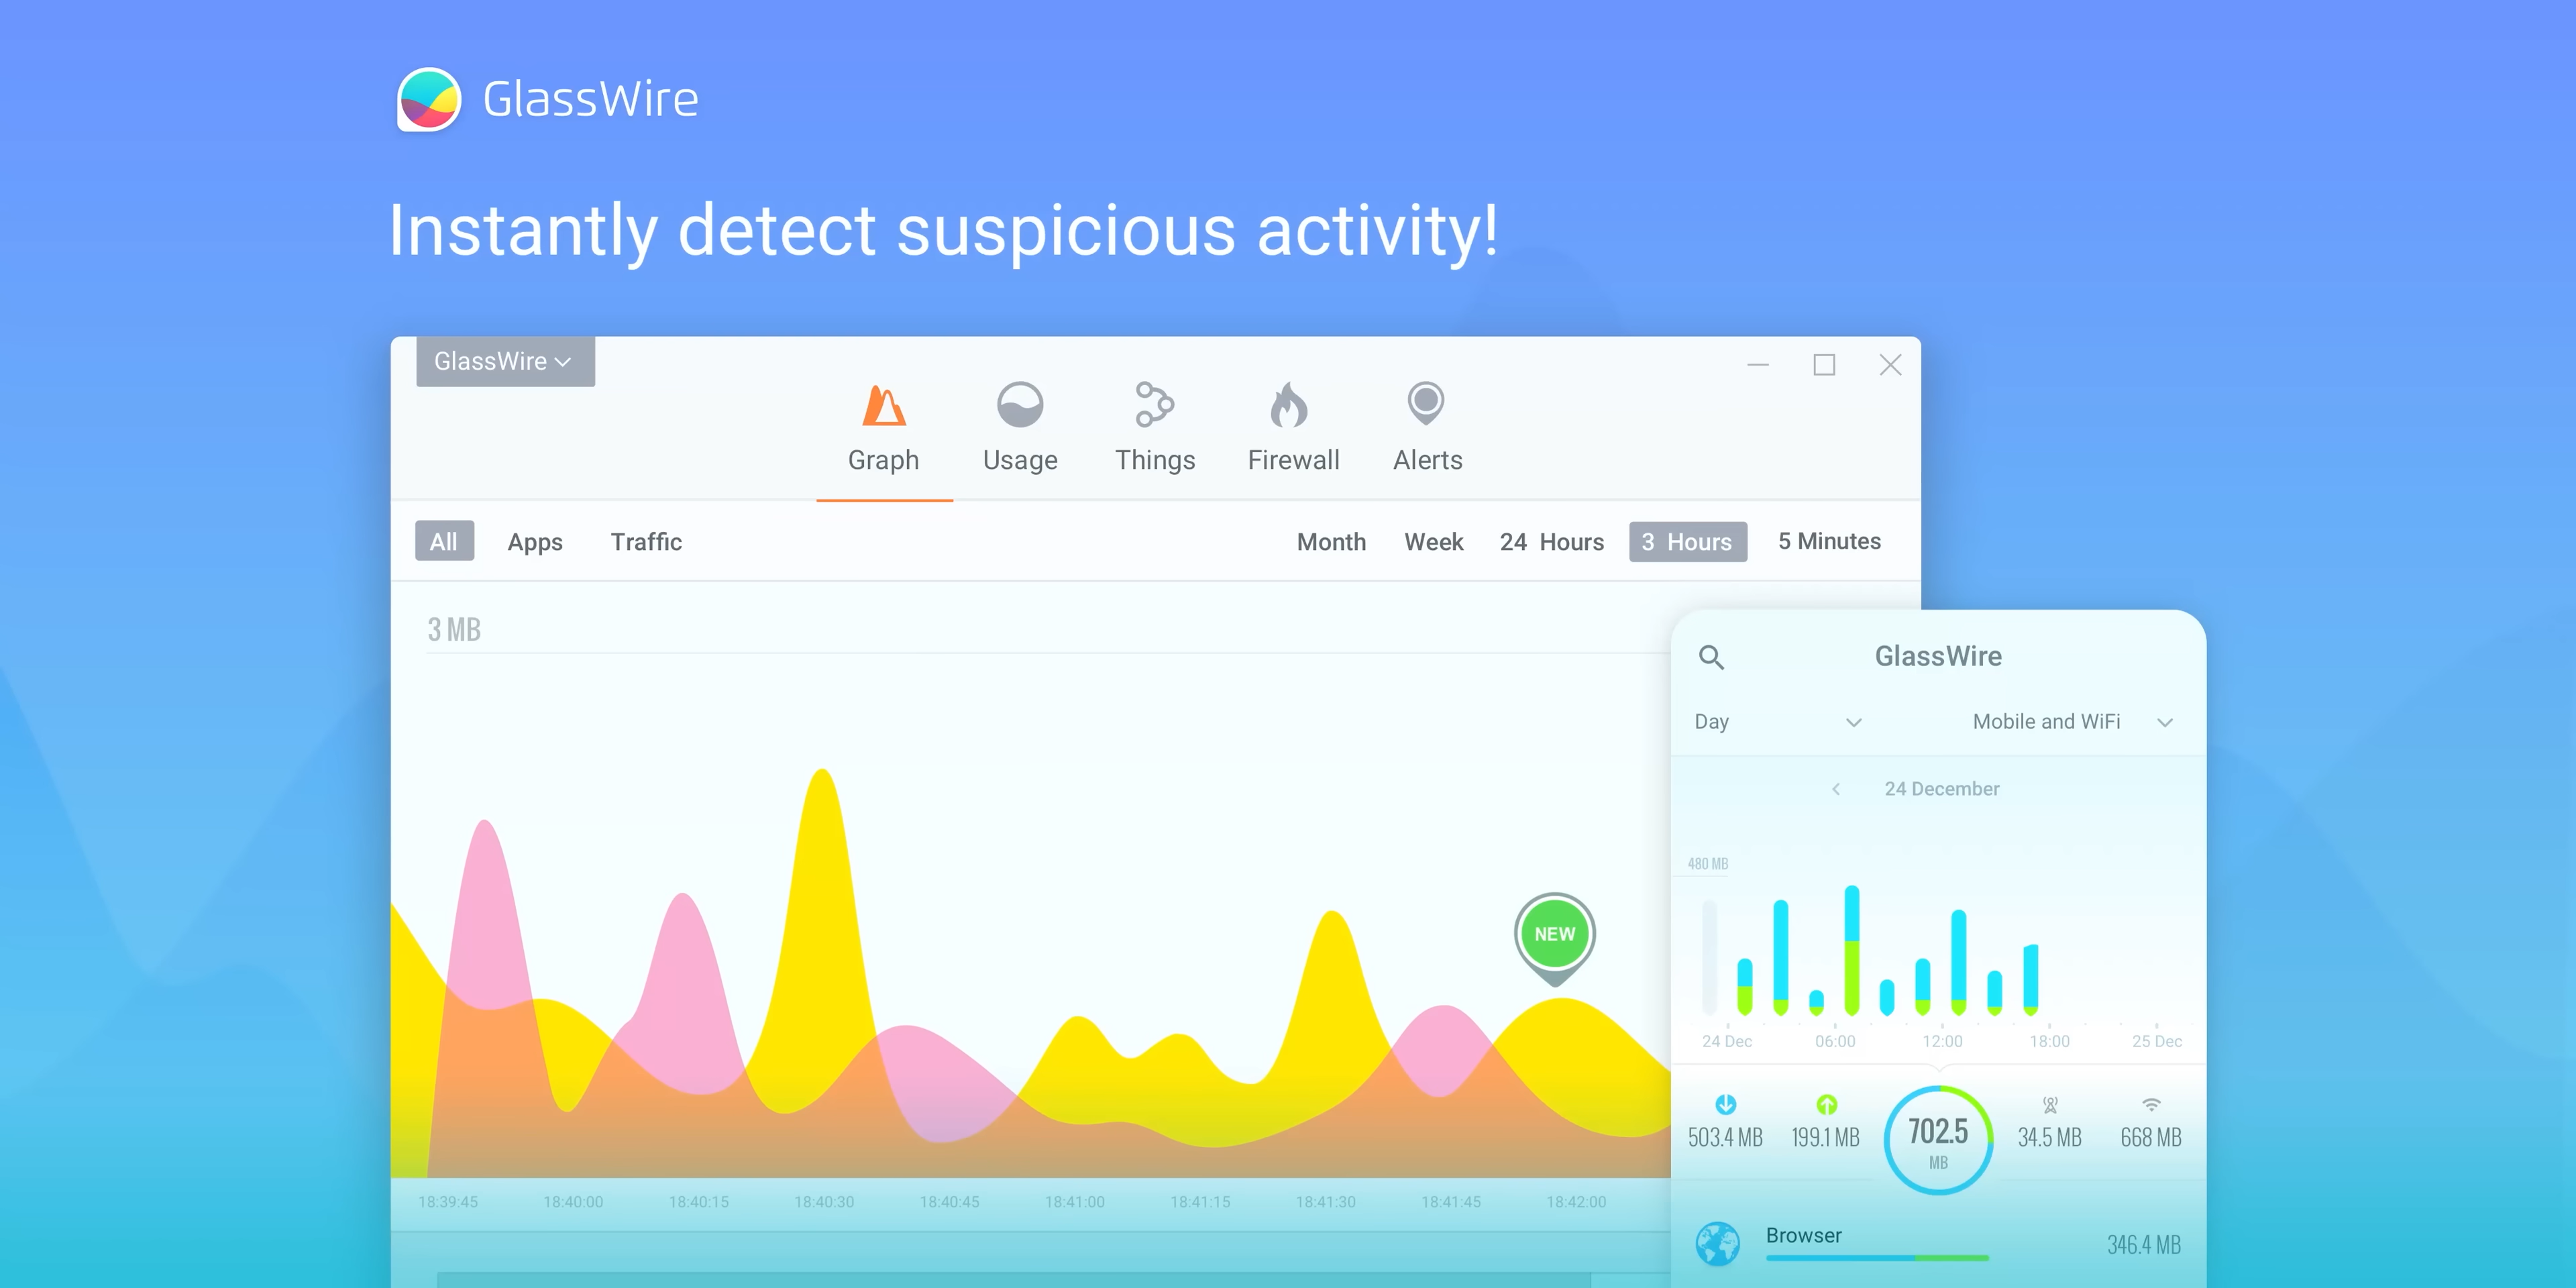 GlassWire
Instantly detect suspicious activity!
GlassWire
Graph Usage Things Firewall Alerts
All Apps Traffic Month Week 24 Hours 3 Hours 5 Minutes
3 MB
NEW
18:39:45 18:40:00 18:40:15 18:40:30 18:40:45 18:41:00 18:41:15 18:41:30 18:41:45 18:42:00
GlassWire
Day Mobile and WiFi
24 December
480 MB
24 Dec 06:00 12:00 18:00 25 Dec
503.4 MB 199.1 MB 702.5 MB 34.5 MB 668 MB
Browser 346.4 MB